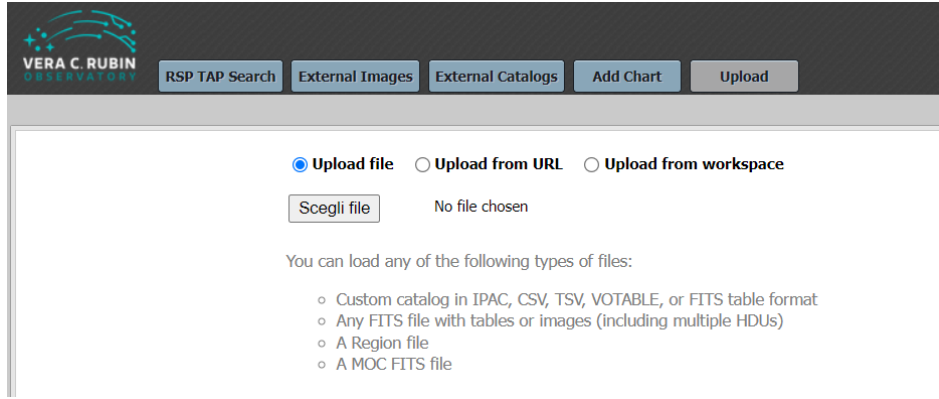 VERA C. RUBIN
OBSERVATORY
RSP TAP Search External Images External Catalogs Add Chart Upload
Upload file Upload from URL Upload from workspace
Scegli file No file chosen
You can load any of the following types of files:
Custom catalog in IPAC, CSV, TSV, VOTABLE, or FITS table format
Any FITS file with tables or images (including multiple HDUs)
A Region file
A MOC FITS file